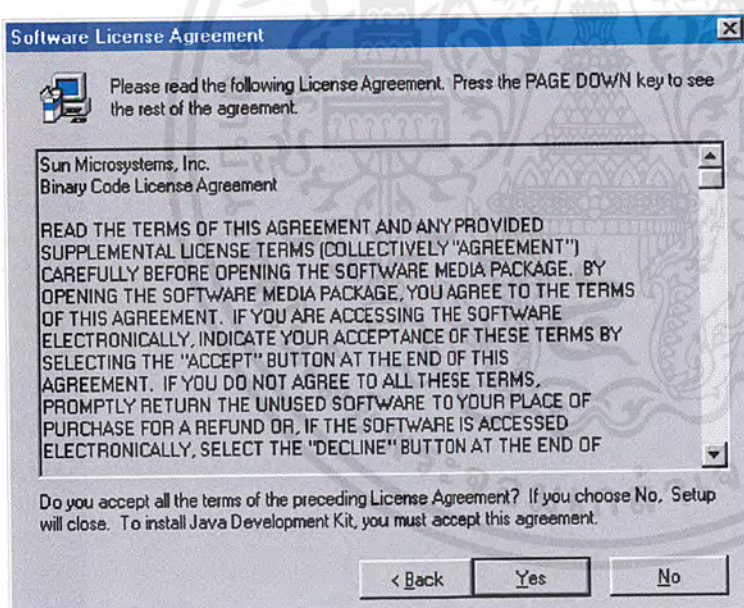 Software License Agreement
Please read the following License Agreement. Press the PAGE DOWN key to see
the rest of the agreement.
Sun Microsystems, Inc.
Binary Code License Agreement
READ THE TERMS OF THIS AGREEMENT AND ANY PROVIDED
SUPPLEMENTAL LICENSE TERMS (COLLECTIVELY "AGREEMENT")
CAREFULLY BEFORE OPENING THE SOFTWARE MEDIA PACKAGE. BY
OPENING THE SOFTWARE MEDIA PACKAGE, YOU AGREE TO THE TERMS
OF THIS AGREEMENT. IF YOU ARE ACCESSING THE SOFTWARE
ELECTRONICALLY, INDICATE YOUR ACCEPTANCE OF THESE TERMS BY
SELECTING THE "ACCEPT" BUTTON AT THE END OF THIS
AGREEMENT. IF YOU DO NOT AGREE TO ALL THESE TERMS,
PROMPTLY RETURN THE UNUSED SOFTWARE TO YOUR PLACE OF
PURCHASE FOR A REFUND OR, IF THE SOFTWARE IS ACCESSED
ELECTRONICALLY, SELECT THE "DECLINE" BUTTON AT THE END OF
Do you accept all the terms of the preceding License Agreement? If you choose No, Setup
will close. To install Java Development Kit, you must accept this agreement.
< Back Yes No